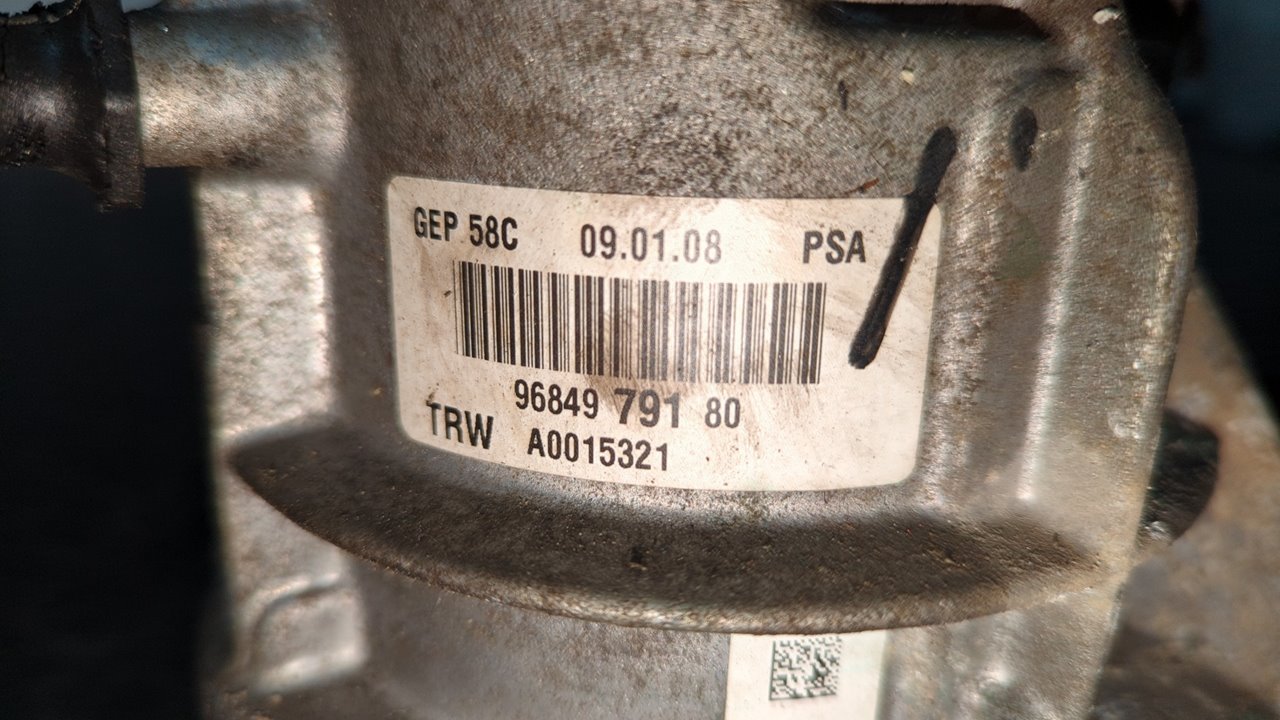 GEP 58C 09.01.08 PSA
96849 791 80
TRW A0015321